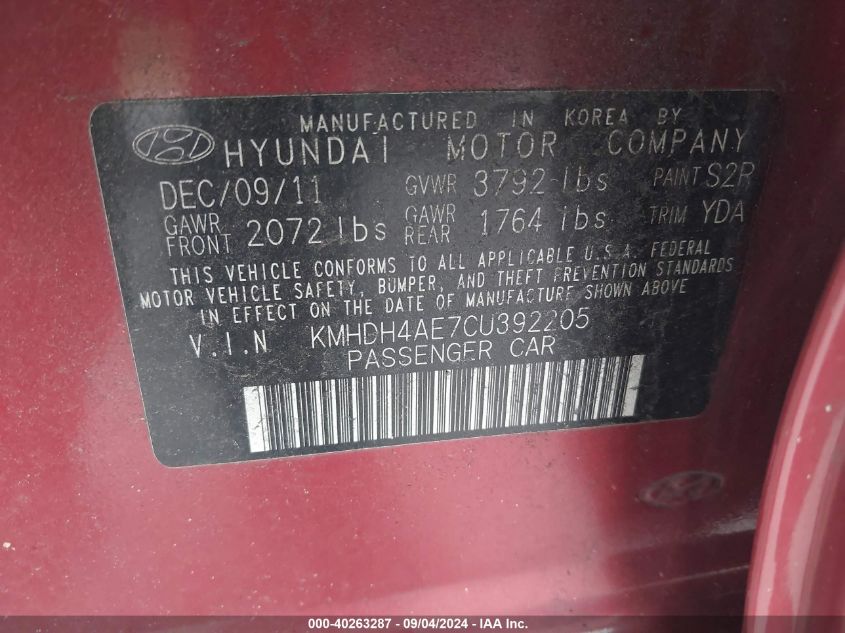 MANUFACTURED IN KOREA BY
HYUNDAI MOTOR COMPANY
DEC/09/11 GVWR 3792 lbs PAINT S2R
GAWR FRONT 2072 lbs GAWR REAR 1764 lbs TRIM YDA
THIS VEHICLE CONFORMS TO ALL APPLICABLE U.S.A. FEDERAL
MOTOR VEHICLE SAFETY, BUMPER, AND THEFT PREVENTION STANDARDS
IN EFFECT ON THE DATE OF MANUFACTURE SHOWN ABOVE
V.I.N KMHDH4AE7CU392205
PASSENGER CAR
000-40263287 - 09/04/2024 - IAA Inc.